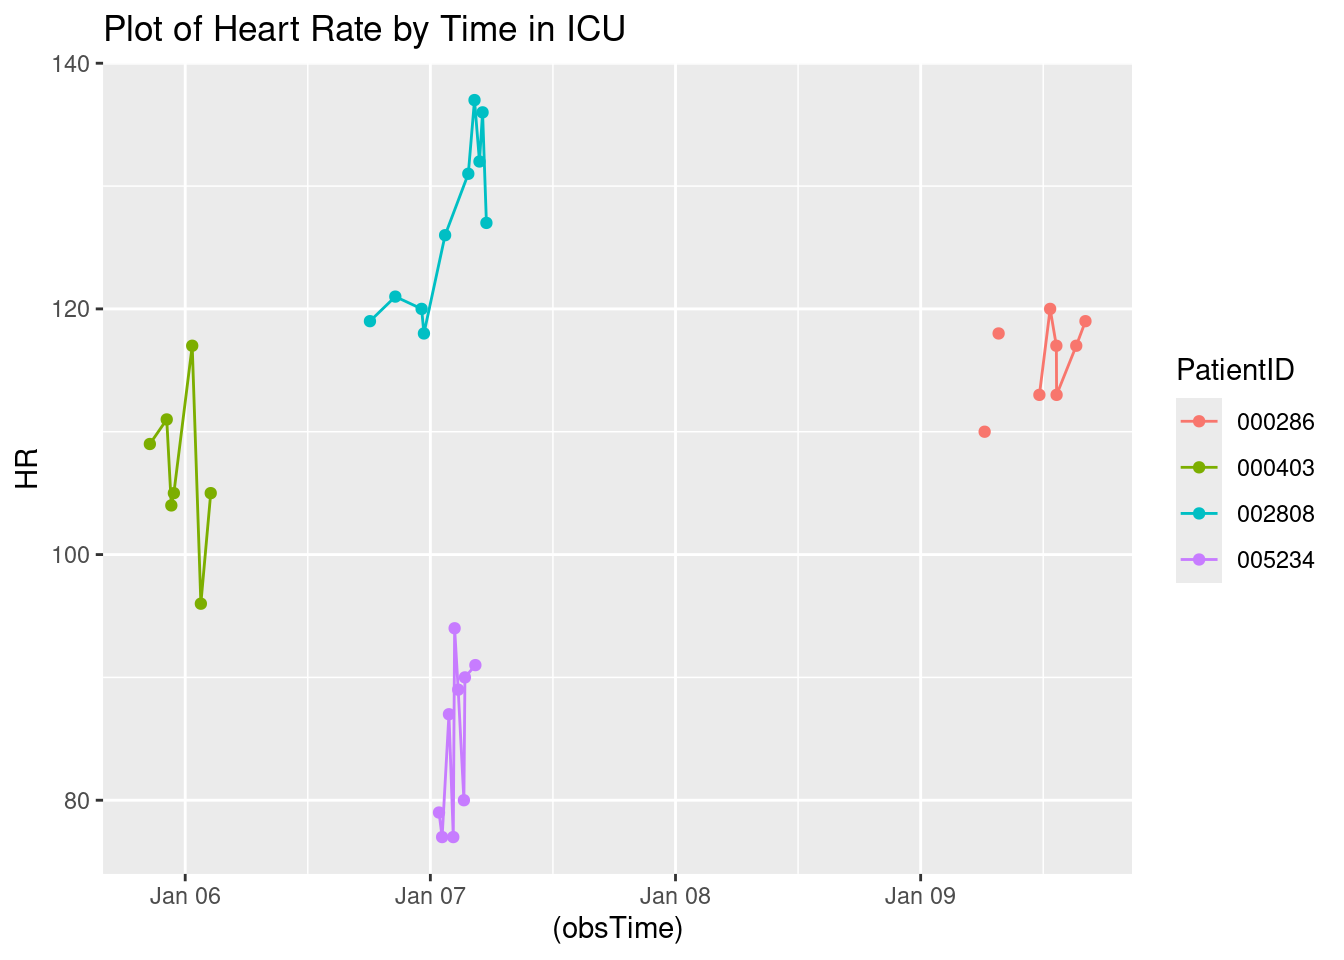 Plot of Heart Rate by Time in ICU
140
120
100
80
HR
Jan 06
Jan 07
Jan 08
Jan 09
(obsTime)
PatientID
000286
000403
002808
005234